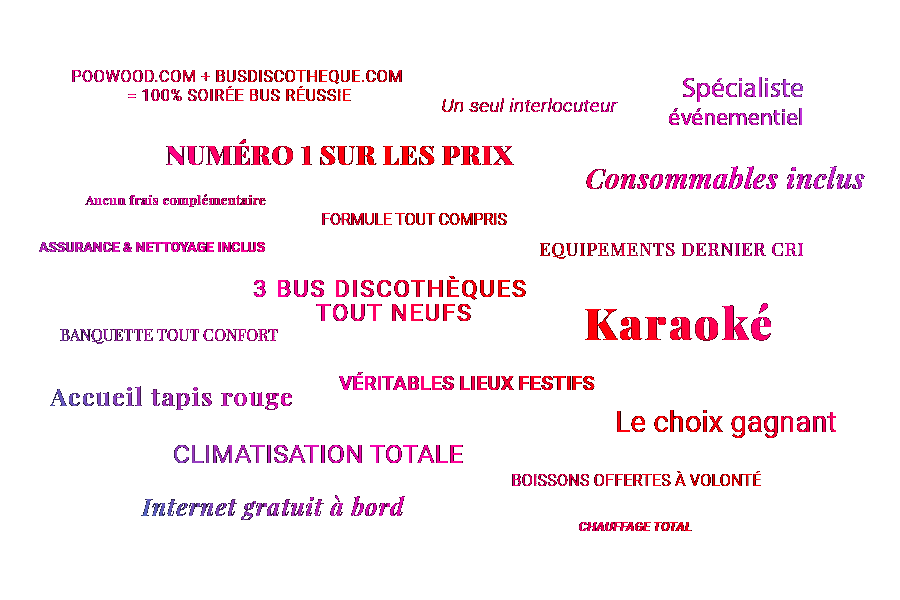 POOWOOD.COM + BUSDISCOTHEQUE.COM
= 100% SOIRÉE BUS RÉUSSIE
Un seul interlocuteur
Spécialiste
événementiel
NUMÉRO 1 SUR LES PRIX
Consommables inclus
Aucun frais complémentaire
FORMULE TOUT COMPRIS
ASSURANCE & NETTOYAGE INCLUS
EQUIPEMENTS DERNIER CRI
3 BUS DISCOTHÈQUES
TOUT NEUFS
Karaoké
BANQUETTE TOUT CONFORT
VÉRITABLES LIEUX FESTIFS
Accueil tapis rouge
Le choix gagnant
CLIMATISATION TOTALE
BOISSONS OFFERTES À VOLONTÉ
Internet gratuit à bord
CHAUFFAGE TOTAL